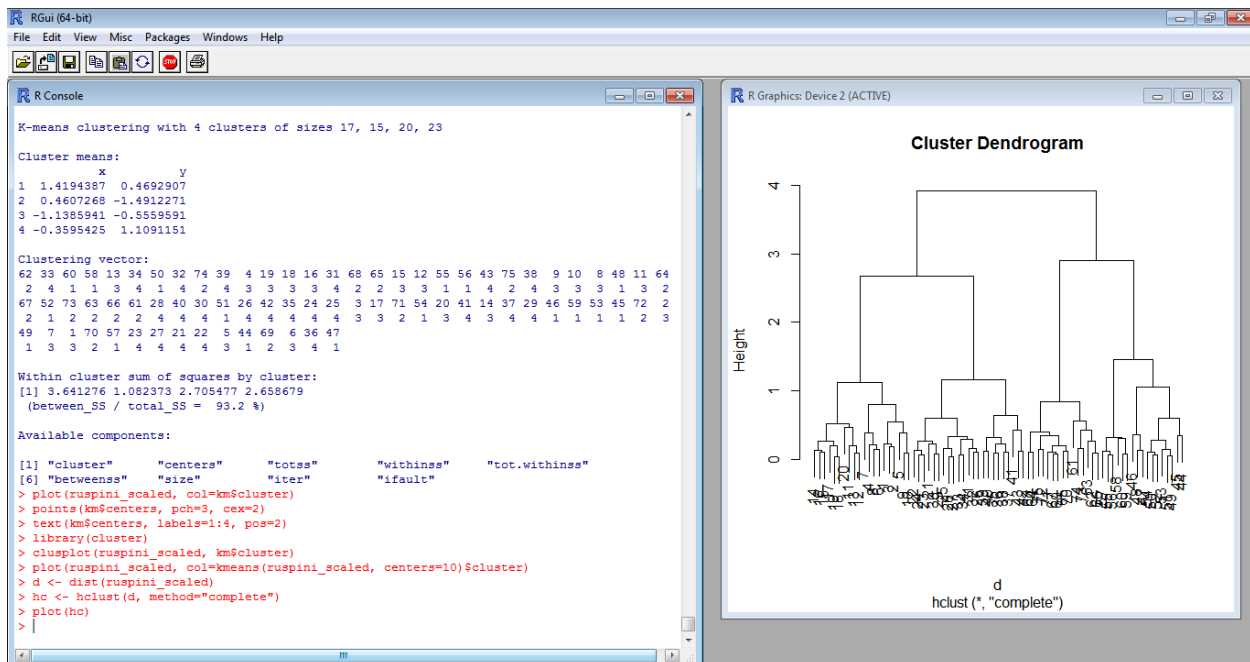 RGui (64-bit)
File Edit View Misc Packages Windows Help
STOP
R Console
K-means clustering with 4 clusters of sizes 17, 15, 20, 23
Cluster means:
x y
1 1.4194387 0.4692907
2 0.4607268 -1.4912271
3 -1.1385941 -0.5559591
4 -0.3595425 1.1091151
Clustering vector:
62 33 60 58 13 34 50 32 74 39 4 19 18 16 31 68 65 15 12 55 56 43 75 38 9 10 8 48 11 64
2 4 1 1 3 4 1 4 2 4 3 3 3 3 4 2 2 3 3 1 1 4 2 4 3 3 3 1 3 2
67 52 73 63 66 61 28 40 30 51 26 42 35 24 25 3 17 71 54 20 41 14 37 29 46 59 53 45 72 2
2 1 2 2 2 2 4 4 4 1 4 4 4 4 4 3 3 2 1 3 4 3 4 4 1 1 1 1 2 3
49 7 1 70 57 23 27 21 22 5 44 69 6 36 47
1 3 3 2 1 4 4 4 4 3 1 2 3 4 1
Within cluster sum of squares by cluster:
[1] 3.641276 1.082373 2.705477 2.658679
(between_SS / total_SS = 93.2 %)
Available components:
[1] "cluster" "centers" "totss" "withinss" "tot.withinss"
[6] "betweenss" "size" "iter" "ifault"
> plot(ruspini_scaled, col=km$cluster)
> points(km$centers, pch=3, cex=2)
> text(km$centers, labels=1:4, pos=2)
> library(cluster)
> clusplot(ruspini_scaled, km$cluster)
> plot(ruspini_scaled, col=kmeans(ruspini_scaled, centers=10)$cluster)
> d <- dist(ruspini_scaled)
> hc <- hclust(d, method="complete")
> plot(hc)
>
R Graphics: Device 2 (ACTIVE)
Cluster Dendrogram
Height
4
3
2
1
0
20
7
5
41
61
58
46
d
hclust (*, "complete")